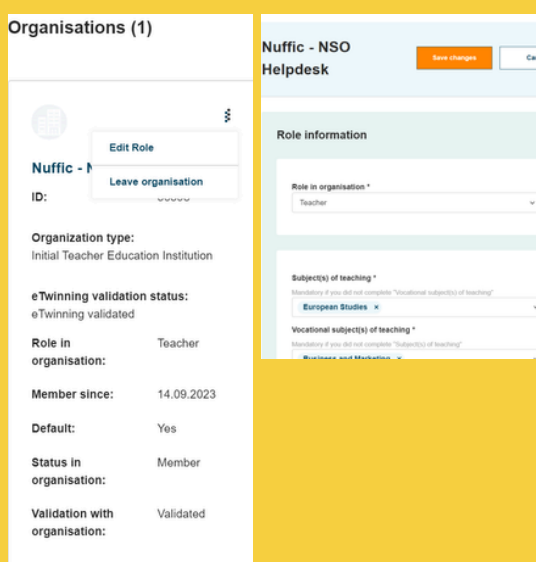 Organisations (1)
Edit Role
Leave organisation
Nuffic - N
ID:
Organization type:
Initial Teacher Education Institution
eTwinning validation status:
eTwinning validated
Role in organisation: Teacher
Member since: 14.09.2023
Default: Yes
Status in organisation: Member
Validation with organisation: Validated
Nuffic - NSO
Helpdesk
Save changes
Ca
Role information
Role in organisation *
Teacher
Subject(s) of teaching *
Mandatory if you did not complete "Vocational subject(s) of teaching"
European Studies ×
Vocational subject(s) of teaching *
Mandatory if you did not complete "Subject(s) of teaching"
Business and Marketing ×